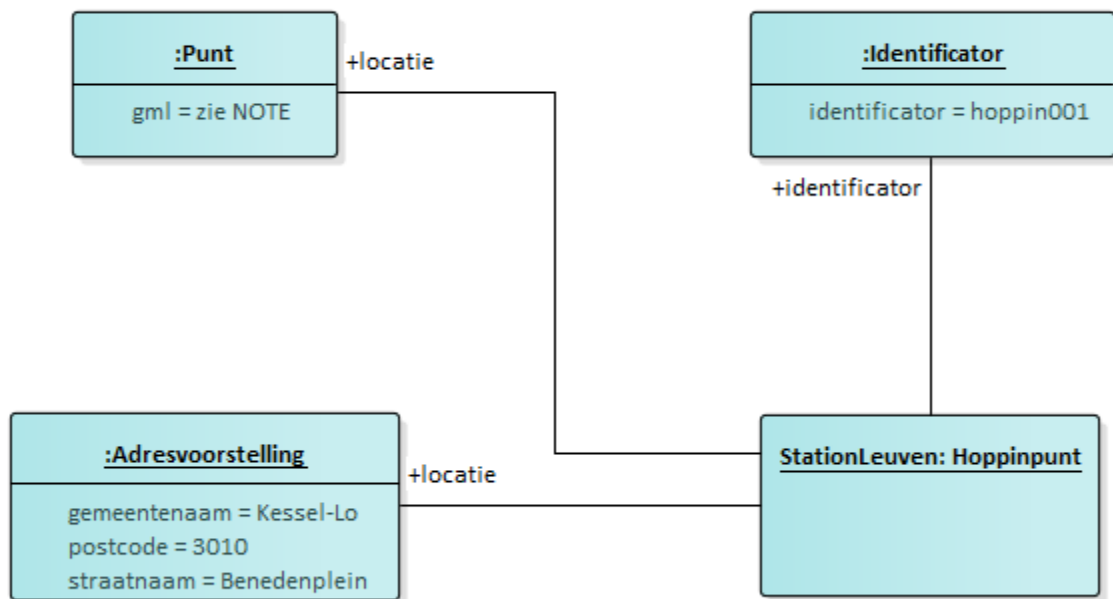 :Punt
gml = zie NOTE
+locatie
:Identificator
identificator = hoppin001
+identificator
:Adresvoorstelling
gemeentenaam = Kessel-Lo
postcode = 3010
straatnaam = Benedenplein
+locatie
StationLeuven: Hoppinpunt